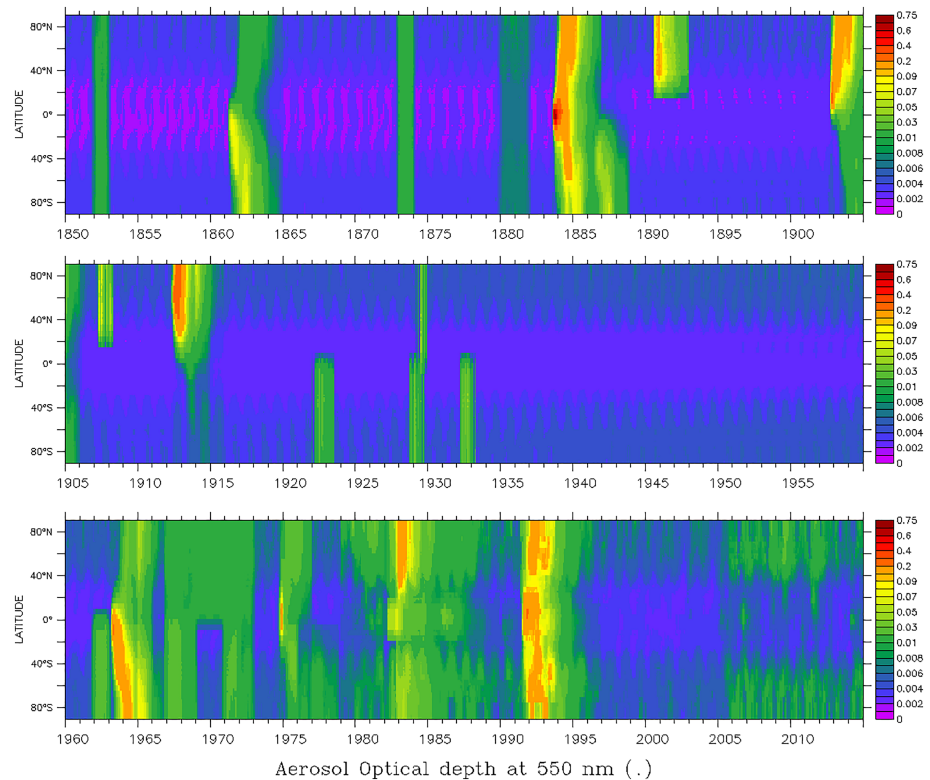 80°N
40°N
0°
40°S
80°S
LATITUDE
1850 1855 1860 1865 1870 1875 1880 1885 1890 1895 1900
0.75
0.6
0.4
0.2
0.09
0.07
0.05
0.03
0.01
0.008
0.006
0.004
0.002
0
80°N
40°N
0°
40°S
80°S
LATITUDE
1905 1910 1915 1920 1925 1930 1935 1940 1945 1950 1955
0.75
0.6
0.4
0.2
0.09
0.07
0.05
0.03
0.01
0.008
0.006
0.004
0.002
0
80°N
40°N
0°
40°S
80°S
LATITUDE
1960 1965 1970 1975 1980 1985 1990 1995 2000 2005 2010
0.75
0.6
0.4
0.2
0.09
0.07
0.05
0.03
0.01
0.008
0.006
0.004
0.002
0
Aerosol Optical depth at 550 nm (.)